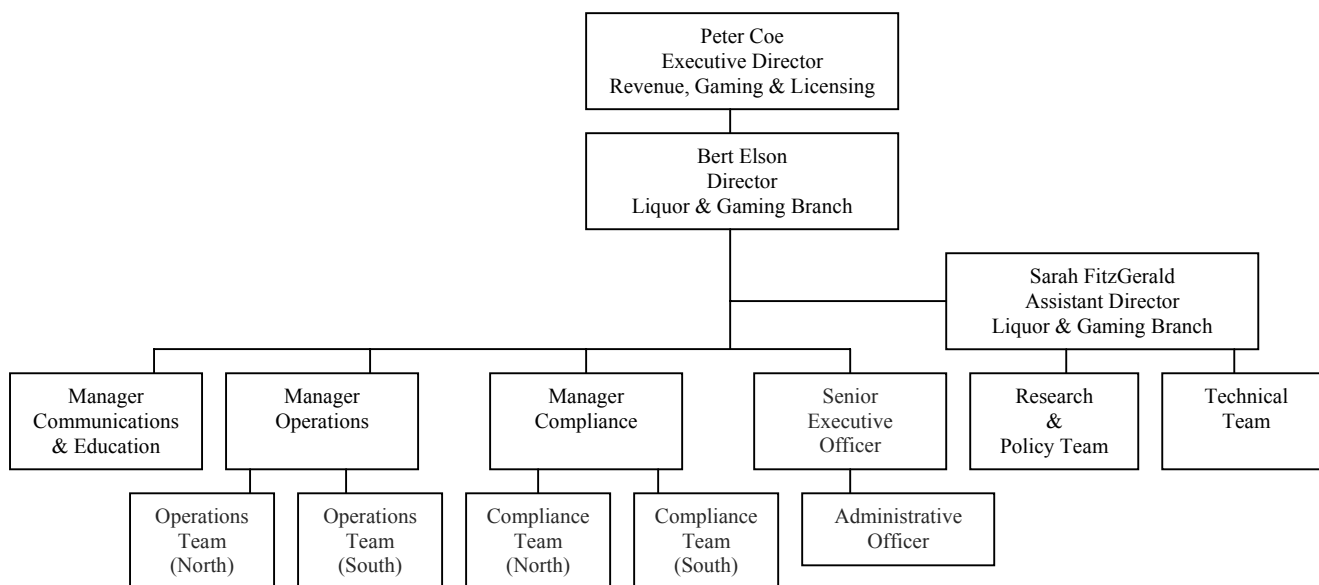 Peter Coe
Executive Director
Revenue, Gaming & Licensing
Bert Elson
Director
Liquor & Gaming Branch
Sarah FitzGerald
Assistant Director
Liquor & Gaming Branch
Manager
Communications
& Education
Manager
Operations
Manager
Compliance
Senior
Executive
Officer
Research
&
Policy Team
Technical
Team
Operations
Team
(North)
Operations
Team
(South)
Compliance
Team
(North)
Compliance
Team
(South)
Administrative
Officer